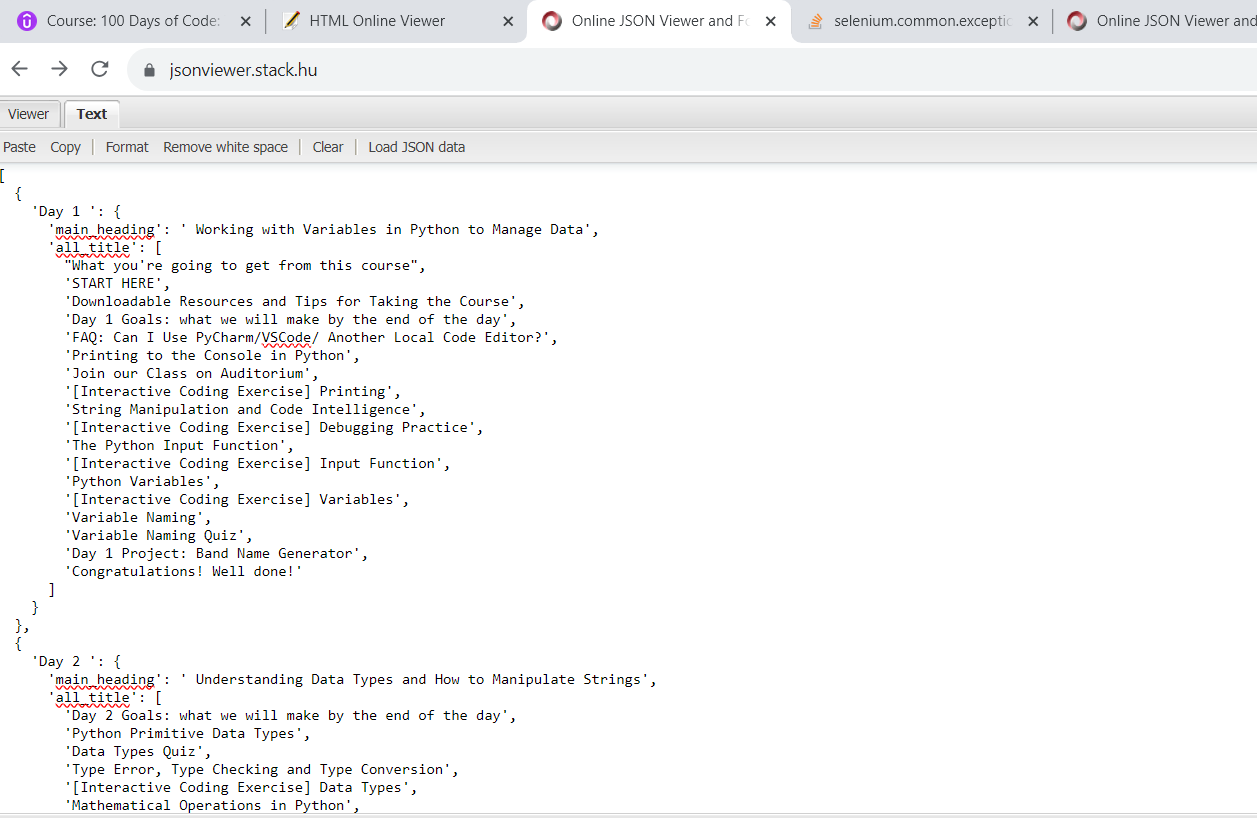 Course: 100 Days of Code:
HTML Online Viewer
Online JSON Viewer and Fo
selenium.common.exceptio
Online JSON Viewer and
jsonviewer.stack.hu
Viewer Text
Paste Copy Format Remove white space Clear Load JSON data
[
{
'Day 1 ': {
'main_heading': ' Working with Variables in Python to Manage Data',
'all_title': [
"What you're going to get from this course",
'START HERE',
'Downloadable Resources and Tips for Taking the Course',
'Day 1 Goals: what we will make by the end of the day',
'FAQ: Can I Use PyCharm/VSCode/ Another Local Code Editor?',
'Printing to the Console in Python',
'Join our Class on Auditorium',
'[Interactive Coding Exercise] Printing',
'String Manipulation and Code Intelligence',
'[Interactive Coding Exercise] Debugging Practice',
'The Python Input Function',
'[Interactive Coding Exercise] Input Function',
'Python Variables',
'[Interactive Coding Exercise] Variables',
'Variable Naming',
'Variable Naming Quiz',
'Day 1 Project: Band Name Generator',
'Congratulations! Well done!'
]
}
},
{
'Day 2 ': {
'main_heading': ' Understanding Data Types and How to Manipulate Strings',
'all_title': [
'Day 2 Goals: what we will make by the end of the day',
'Python Primitive Data Types',
'Data Types Quiz',
'Type Error, Type Checking and Type Conversion',
'[Interactive Coding Exercise] Data Types',
'Mathematical Operations in Python',